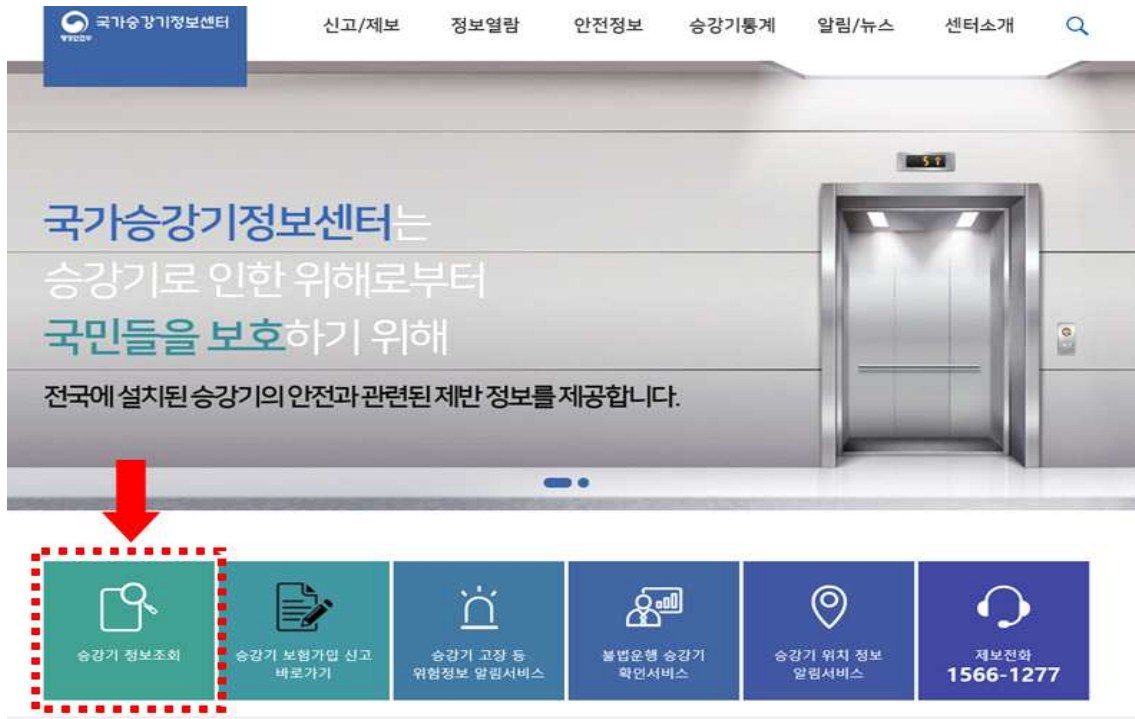 국가승강기정보센터
행정안전부
신고/제보 정보열람 안전정보 승강기통계 알림/뉴스 센터소개
5↑
국가승강기정보센터는
승강기로 인한 위해로부터
국민들을 보호하기 위해
전국에 설치된 승강기의 안전과 관련된 제반 정보를 제공합니다.
승강기 정보조회
승강기 보험가입 신고
바로가기
승강기 고장 등
위험정보 알림서비스
불법운행 승강기
확인서비스
승강기 위치 정보
알림서비스
제보전화
1566-1277